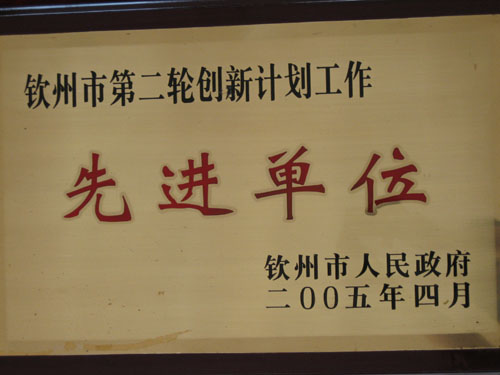 钦州市第二轮创新计划工作
先进单位
钦州市人民政府
二00五年四月